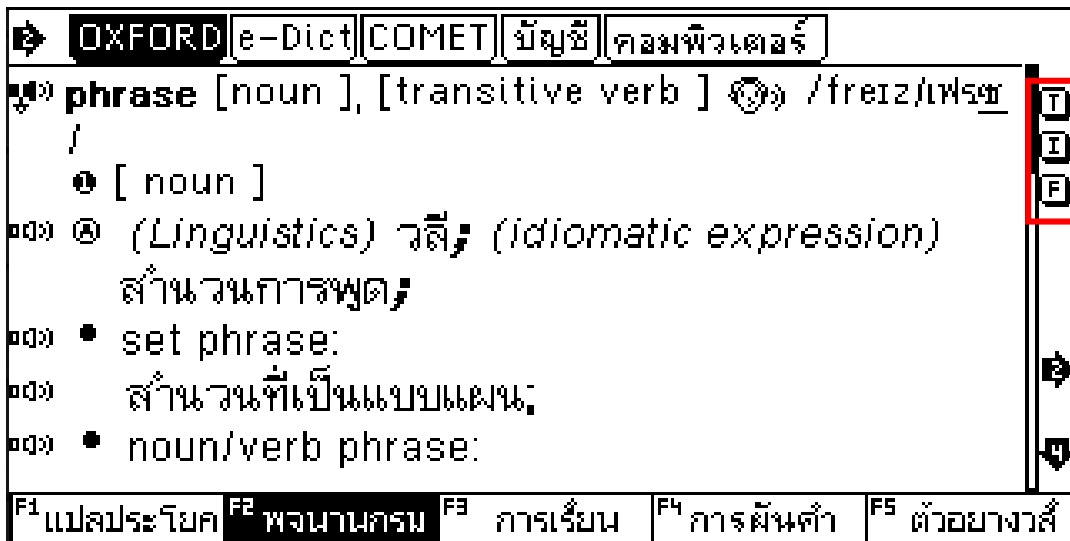 2 OXFORD e-Dict COMET บัญชี คอมพิวเตอร์
phrase [noun ], [transitive verb ] /freɪz/เฟรซ
/
❶ [ noun ]
Ⓐ (Linguistics) วลี; (idiomatic expression)
สำนวนการพูด;
• set phrase:
สำนวนที่เป็นแบบแผน;
• noun/verb phrase:
T
I
F
2
4
F1 แปลประโยค F2 พจนานุกรม F3 การเรียน F4 การผันคำ F5 ตัวอย่างวลี